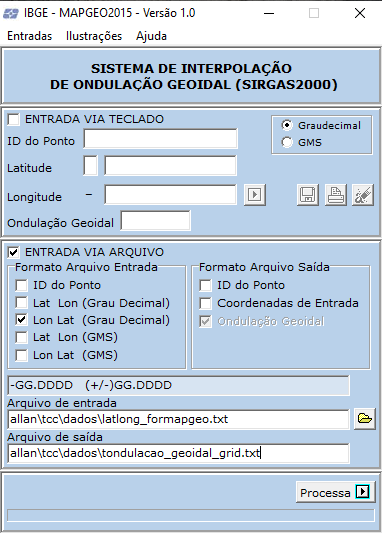 IBGE - MAPGEO2015 - Versão 1.0
Entradas Ilustrações Ajuda
SISTEMA DE INTERPOLAÇÃO
DE ONDULAÇÃO GEOIDAL (SIRGAS2000)
ENTRADA VIA TECLADO
Graudecimal
ID do Ponto
GMS
Latitude
Longitude -
Ondulação Geoidal
ENTRADA VIA ARQUIVO
Formato Arquivo Entrada
ID do Ponto
Lat Lon (Grau Decimal)
Lon Lat (Grau Decimal)
Lat Lon (GMS)
Lon Lat (GMS)
Formato Arquivo Saída
ID do Ponto
Coordenadas de Entrada
Ondulação Geoidal
-GG.DDDD (+/-)GG.DDDD
Arquivo de entrada
allan\tcc\dados\latlong_formapgeo.txt
Arquivo de saída
allan\tcc\dados\tondulacao_geoidal_grid.txt
Processa